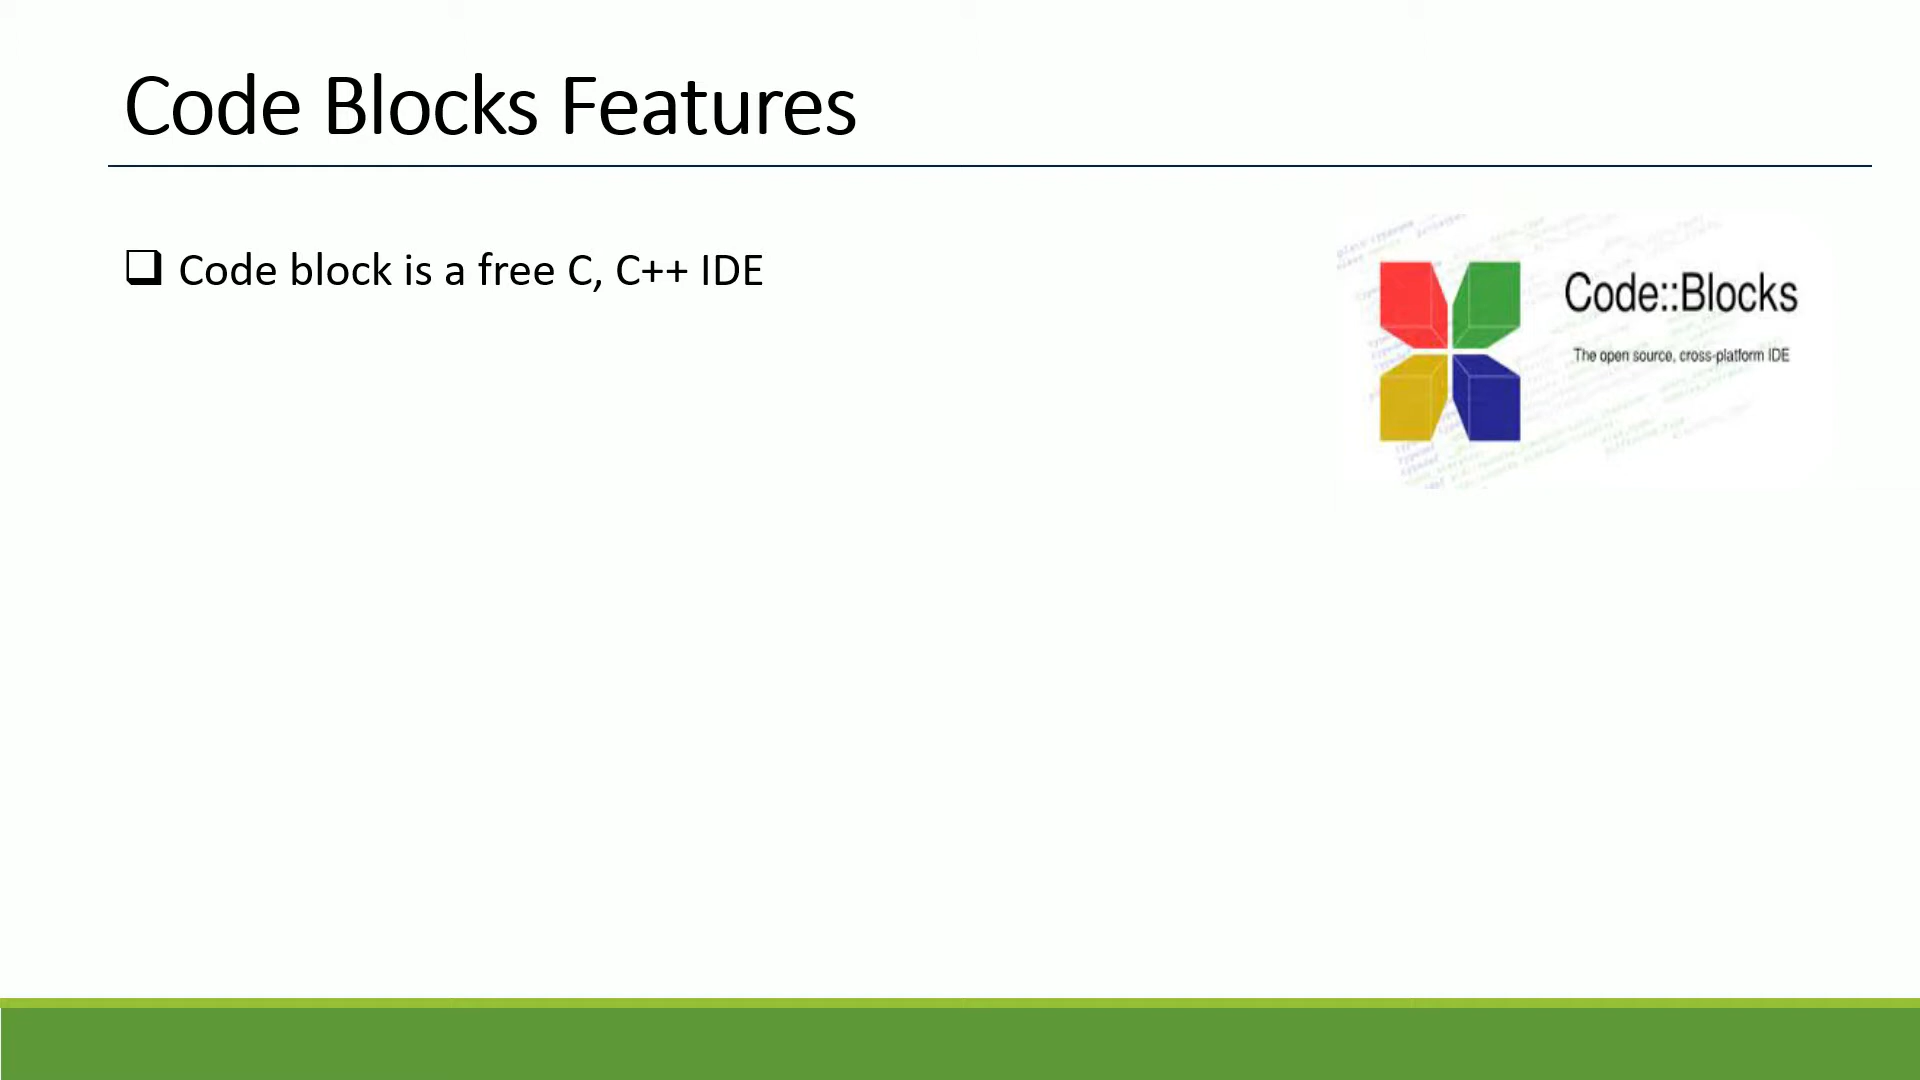 Code Blocks Features
Code block is a free C, C++ IDE
Code::Blocks
The open source, cross-platform IDE